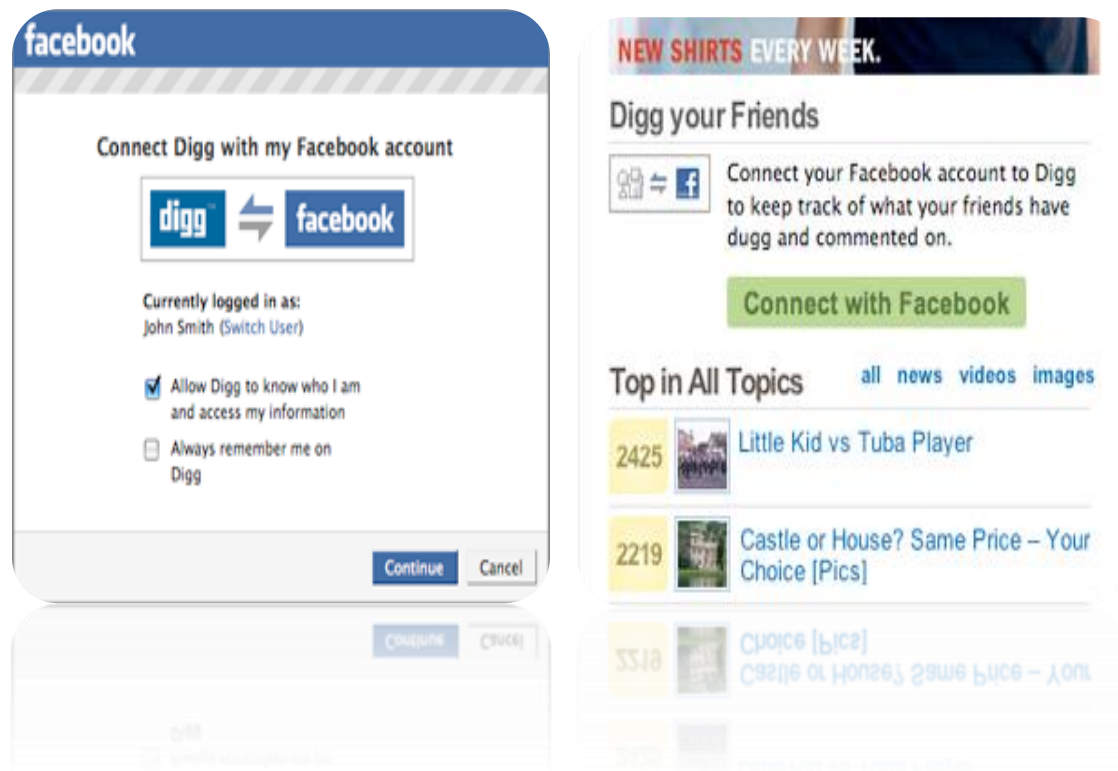 facebook
Connect Digg with my Facebook account
digg™ facebook
Currently logged in as:
John Smith (Switch User)
Allow Digg to know who I am
and access my information
Always remember me on
Digg
Continue Cancel
NEW SHIRTS EVERY WEEK.
Digg your Friends
f
Connect your Facebook account to Digg
to keep track of what your friends have
dugg and commented on.
Connect with Facebook
Top in All Topics all news videos images
2425 Little Kid vs Tuba Player
2219 Castle or House? Same Price – Your
Choice [Pics]